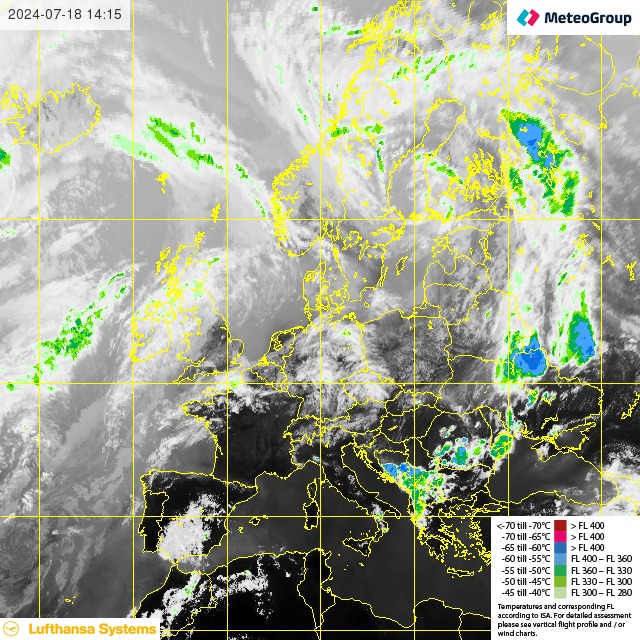 2024-07-18 14:15
MeteoGroup
<-70 till -70°C > FL 400
-70 till -65°C > FL 400
-65 till -60°C > FL 400
-60 till -55°C FL 400 – FL 360
-55 till -50°C FL 360 – FL 330
-50 till -45°C FL 330 – FL 300
-45 till -40°C FL 300 – FL 280
Temperatures and corresponding FL
according to ISA. For detailed assessment
please see vertical flight profile and / or
wind charts.
Lufthansa Systems